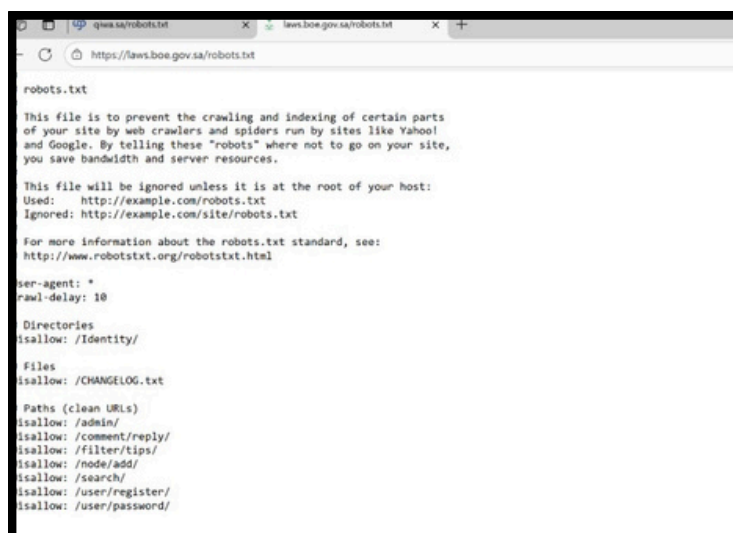 qiwa.sa/robots.txt
laws.boe.gov.sa/robots.txt
https://laws.boe.gov.sa/robots.txt
robots.txt
This file is to prevent the crawling and indexing of certain parts
of your site by web crawlers and spiders run by sites like Yahoo!
and Google. By telling these "robots" where not to go on your site,
you save bandwidth and server resources.
This file will be ignored unless it is at the root of your host:
Used: http://example.com/robots.txt
Ignored: http://example.com/site/robots.txt
For more information about the robots.txt standard, see:
http://www.robotstxt.org/robotstxt.html
ser-agent: *
rawl-delay: 10
Directories
isallow: /Identity/
Files
isallow: /CHANGELOG.txt
Paths (clean URLs)
isallow: /admin/
isallow: /comment/reply/
isallow: /filter/tips/
isallow: /node/add/
isallow: /search/
isallow: /user/register/
isallow: /user/password/